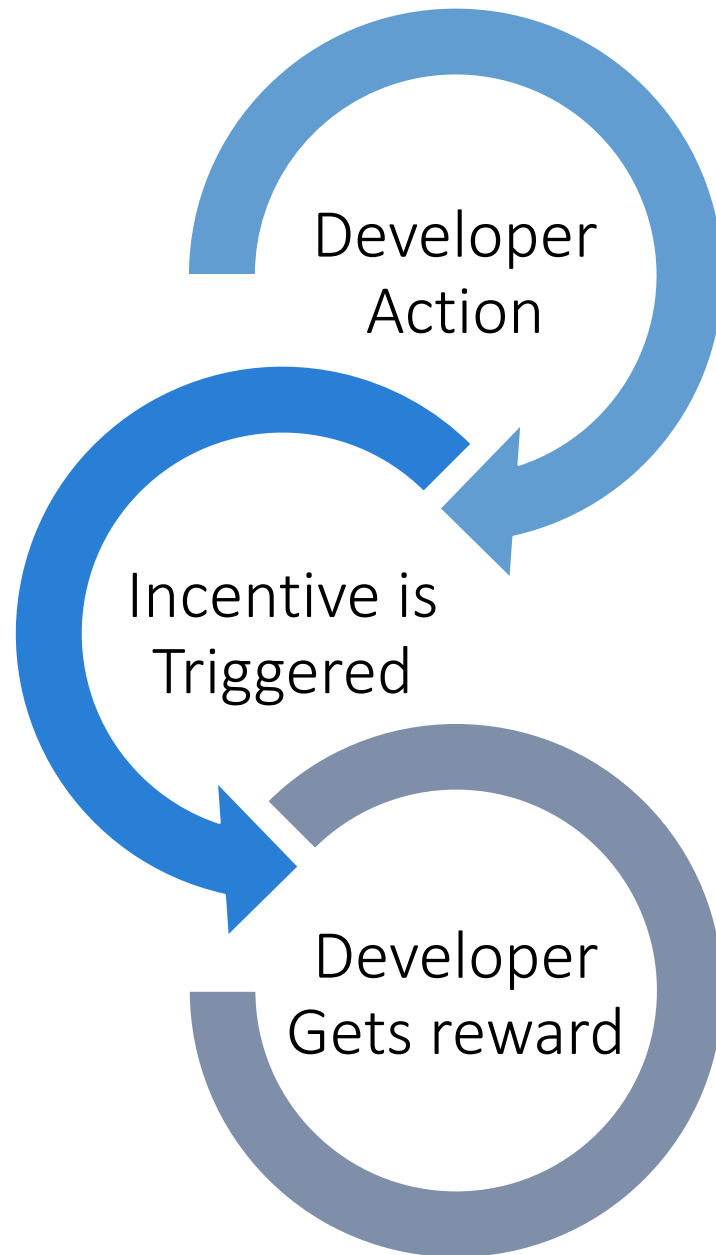 Developer
Action
Incentive is
Triggered
Developer
Gets reward